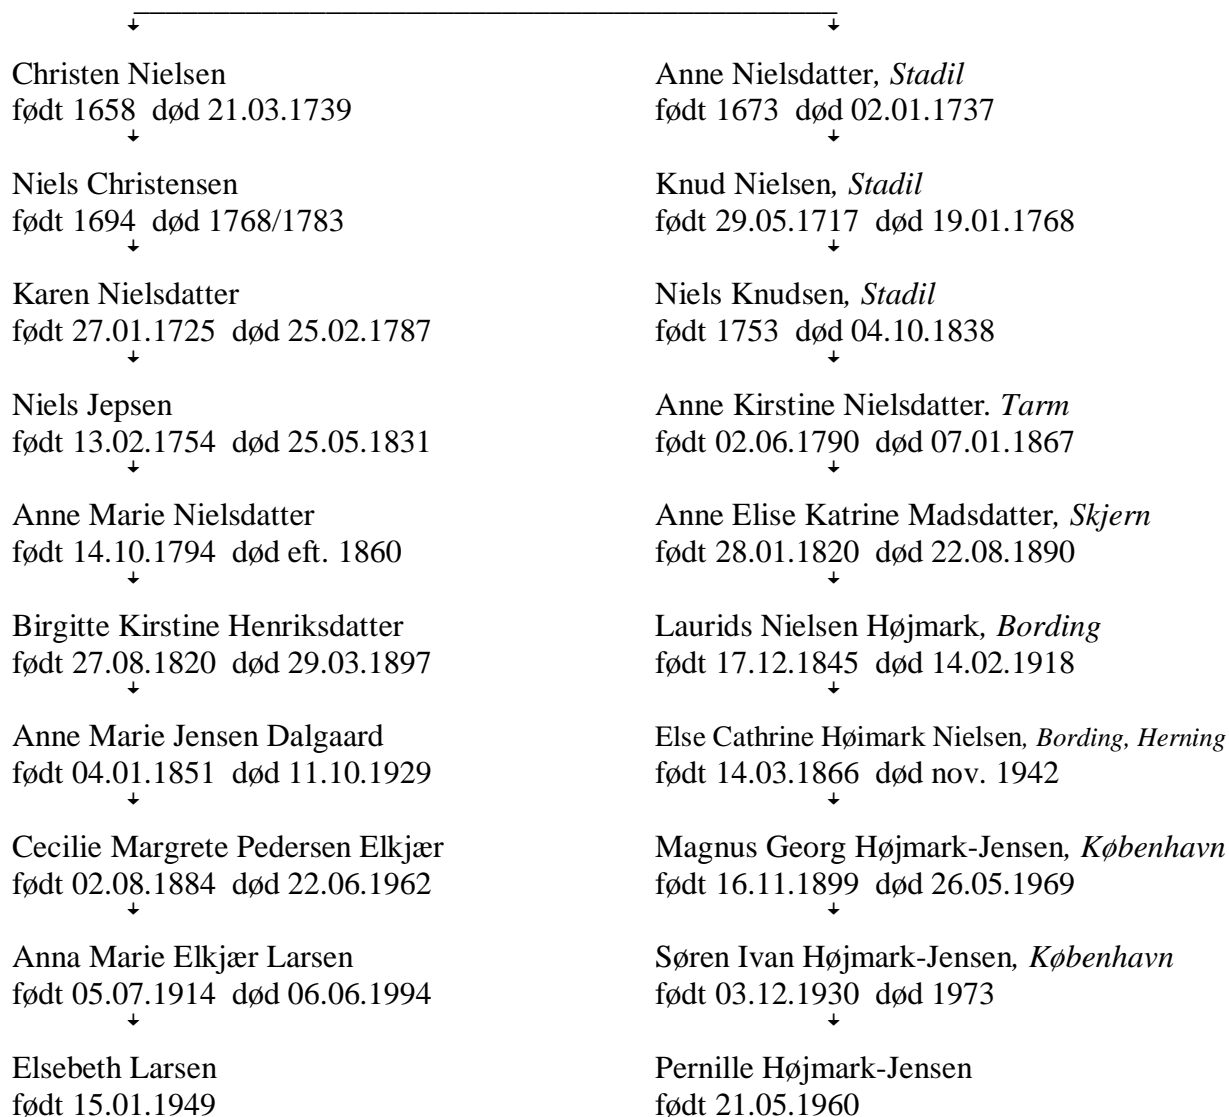 Christen Nielsen
født 1658 død 21.03.1739
Niels Christensen
født 1694 død 1768/1783
Karen Nielsdatter
født 27.01.1725 død 25.02.1787
Niels Jepsen
født 13.02.1754 død 25.05.1831
Anne Marie Nielsdatter
født 14.10.1794 død eft. 1860
Birgitte Kirstine Henriksdatter
født 27.08.1820 død 29.03.1897
Anne Marie Jensen Dalgaard
født 04.01.1851 død 11.10.1929
Cecilie Margrete Pedersen Elkjær
født 02.08.1884 død 22.06.1962
Anna Marie Elkjær Larsen
født 05.07.1914 død 06.06.1994
Elsebeth Larsen
født 15.01.1949
Anne Nielsdatter, Stadil
født 1673 død 02.01.1737
Knud Nielsen, Stadil
født 29.05.1717 død 19.01.1768
Niels Knudsen, Stadil
født 1753 død 04.10.1838
Anne Kirstine Nielsdatter. Tarm
født 02.06.1790 død 07.01.1867
Anne Elise Katrine Madsdatter, Skjern
født 28.01.1820 død 22.08.1890
Laurids Nielsen Højmark, Bording
født 17.12.1845 død 14.02.1918
Else Cathrine Høimark Nielsen, Bording, Herning
født 14.03.1866 død nov. 1942
Magnus Georg Højmark-Jensen, København
født 16.11.1899 død 26.05.1969
Søren Ivan Højmark-Jensen, København
født 03.12.1930 død 1973
Pernille Højmark-Jensen
født 21.05.1960